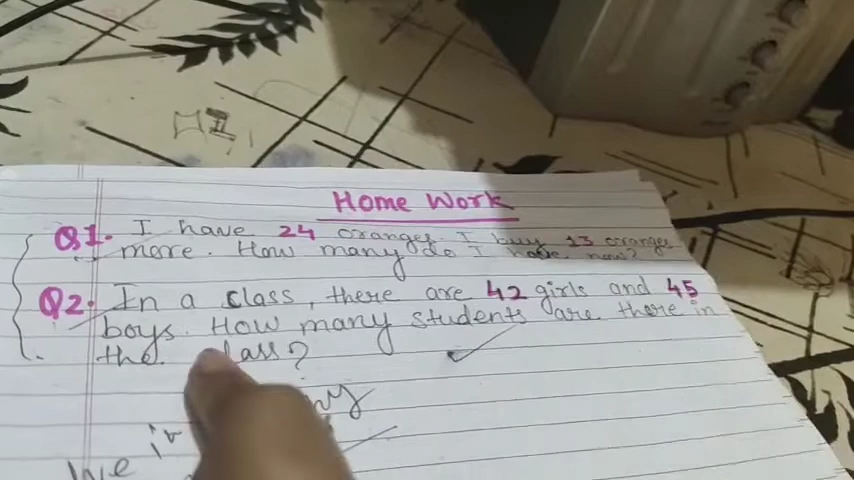 Home Work
Q1. I have 24 oranges. I buy 13 oranges
more. How many do I have now?
Q2. In a class, there are 42 girls and 45
boys. How many students are there in
the class?